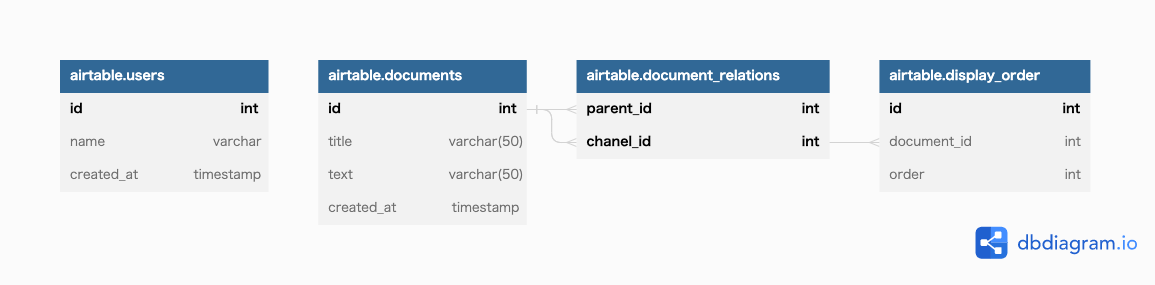 airtable.users
id int
name varchar
created_at timestamp
airtable.documents
id int
title varchar(50)
text varchar(50)
created_at timestamp
airtable.document_relations
parent_id int
chanel_id int
airtable.display_order
id int
document_id int
order int
dbdiagram.io